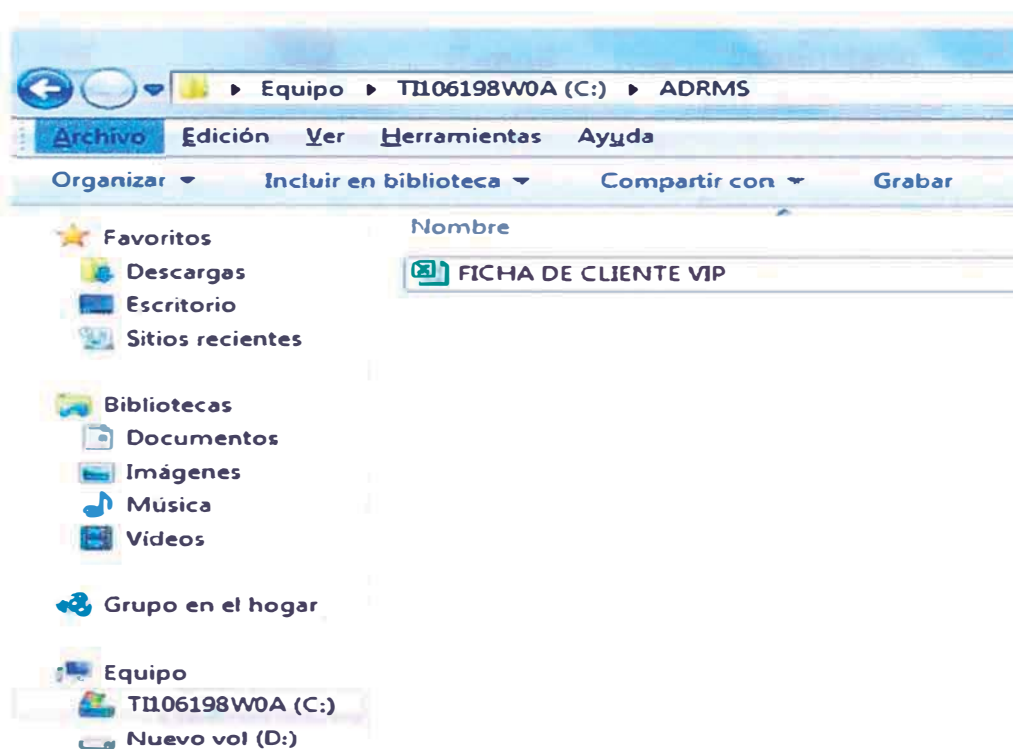 Equipo TI106198W0A (C:) ADRMS
Archivo Edición Ver Herramientas Ayuda
Organizar Incluir en biblioteca Compartir con Grabar
Nombre
FICHA DE CLIENTE VIP
Favoritos
Descargas
Escritorio
Sitios recientes
Bibliotecas
Documentos
Imágenes
Música
Vídeos
Grupo en el hogar
Equipo
TI106198W0A (C:)
Nuevo vol (D:)